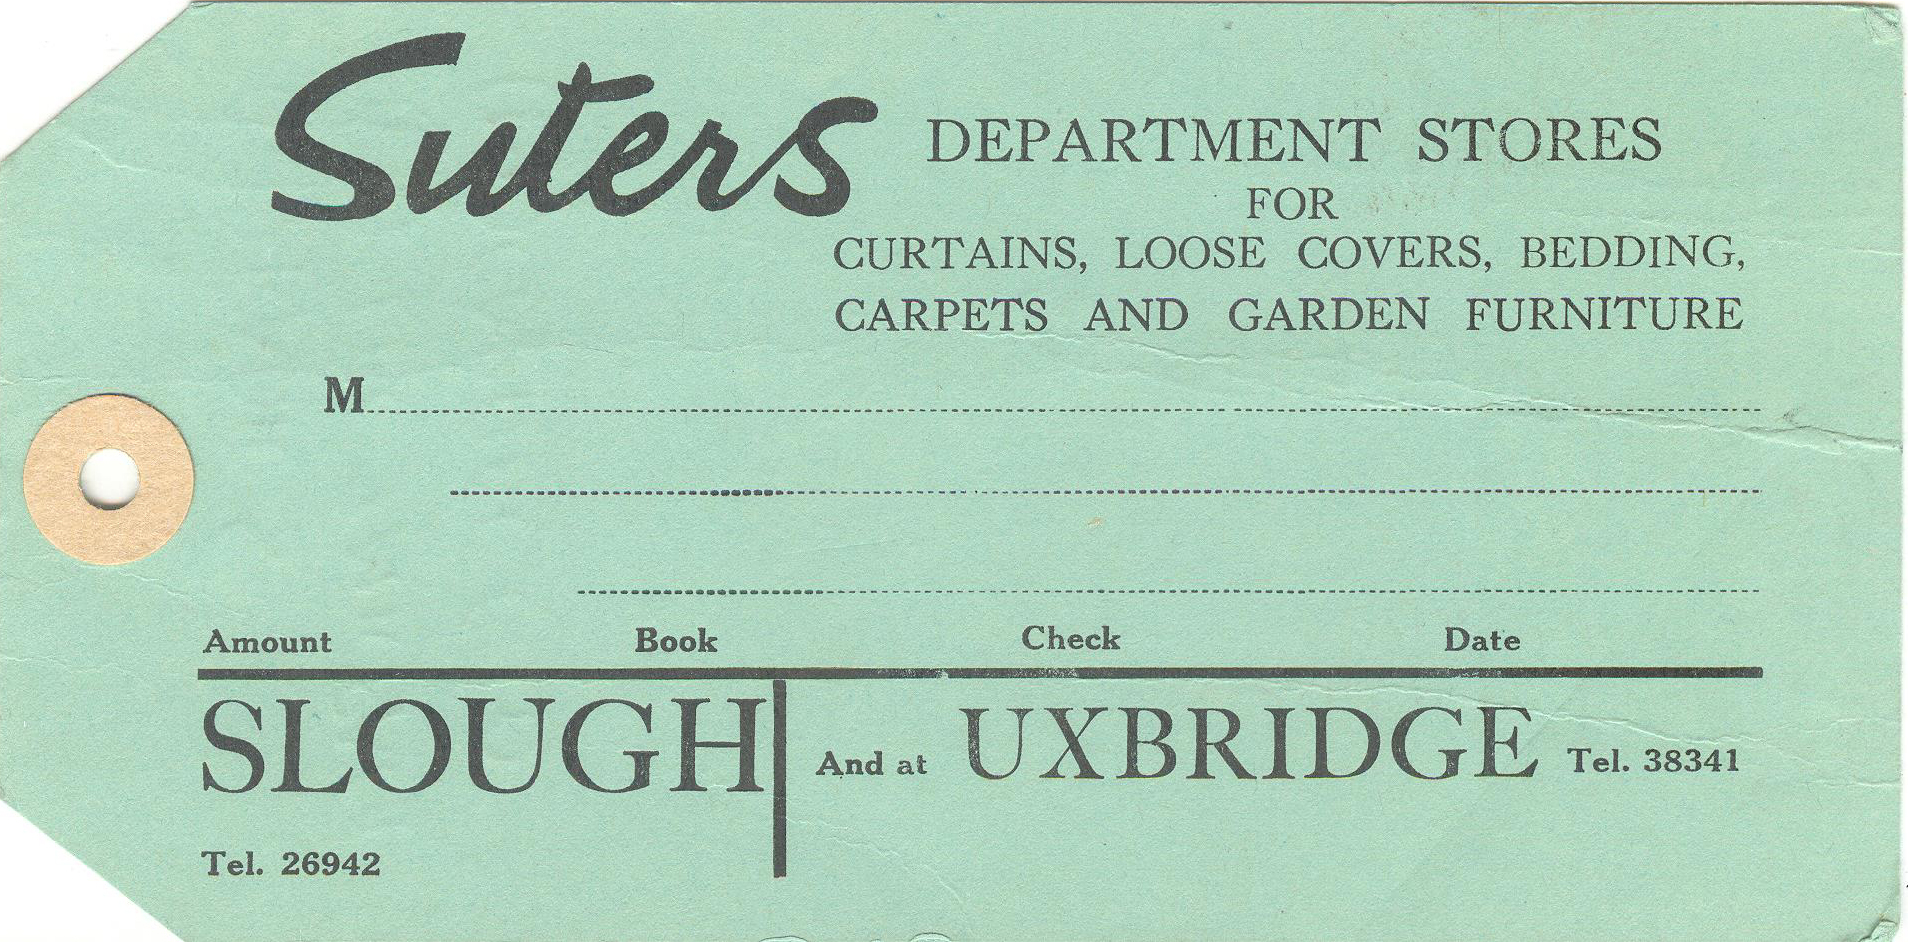 Suters DEPARTMENT STORES
FOR
CURTAINS, LOOSE COVERS, BEDDING,
CARPETS AND GARDEN FURNITURE
M
Amount Book Check Date
SLOUGH And at UXBRIDGE Tel. 38341
Tel. 26942